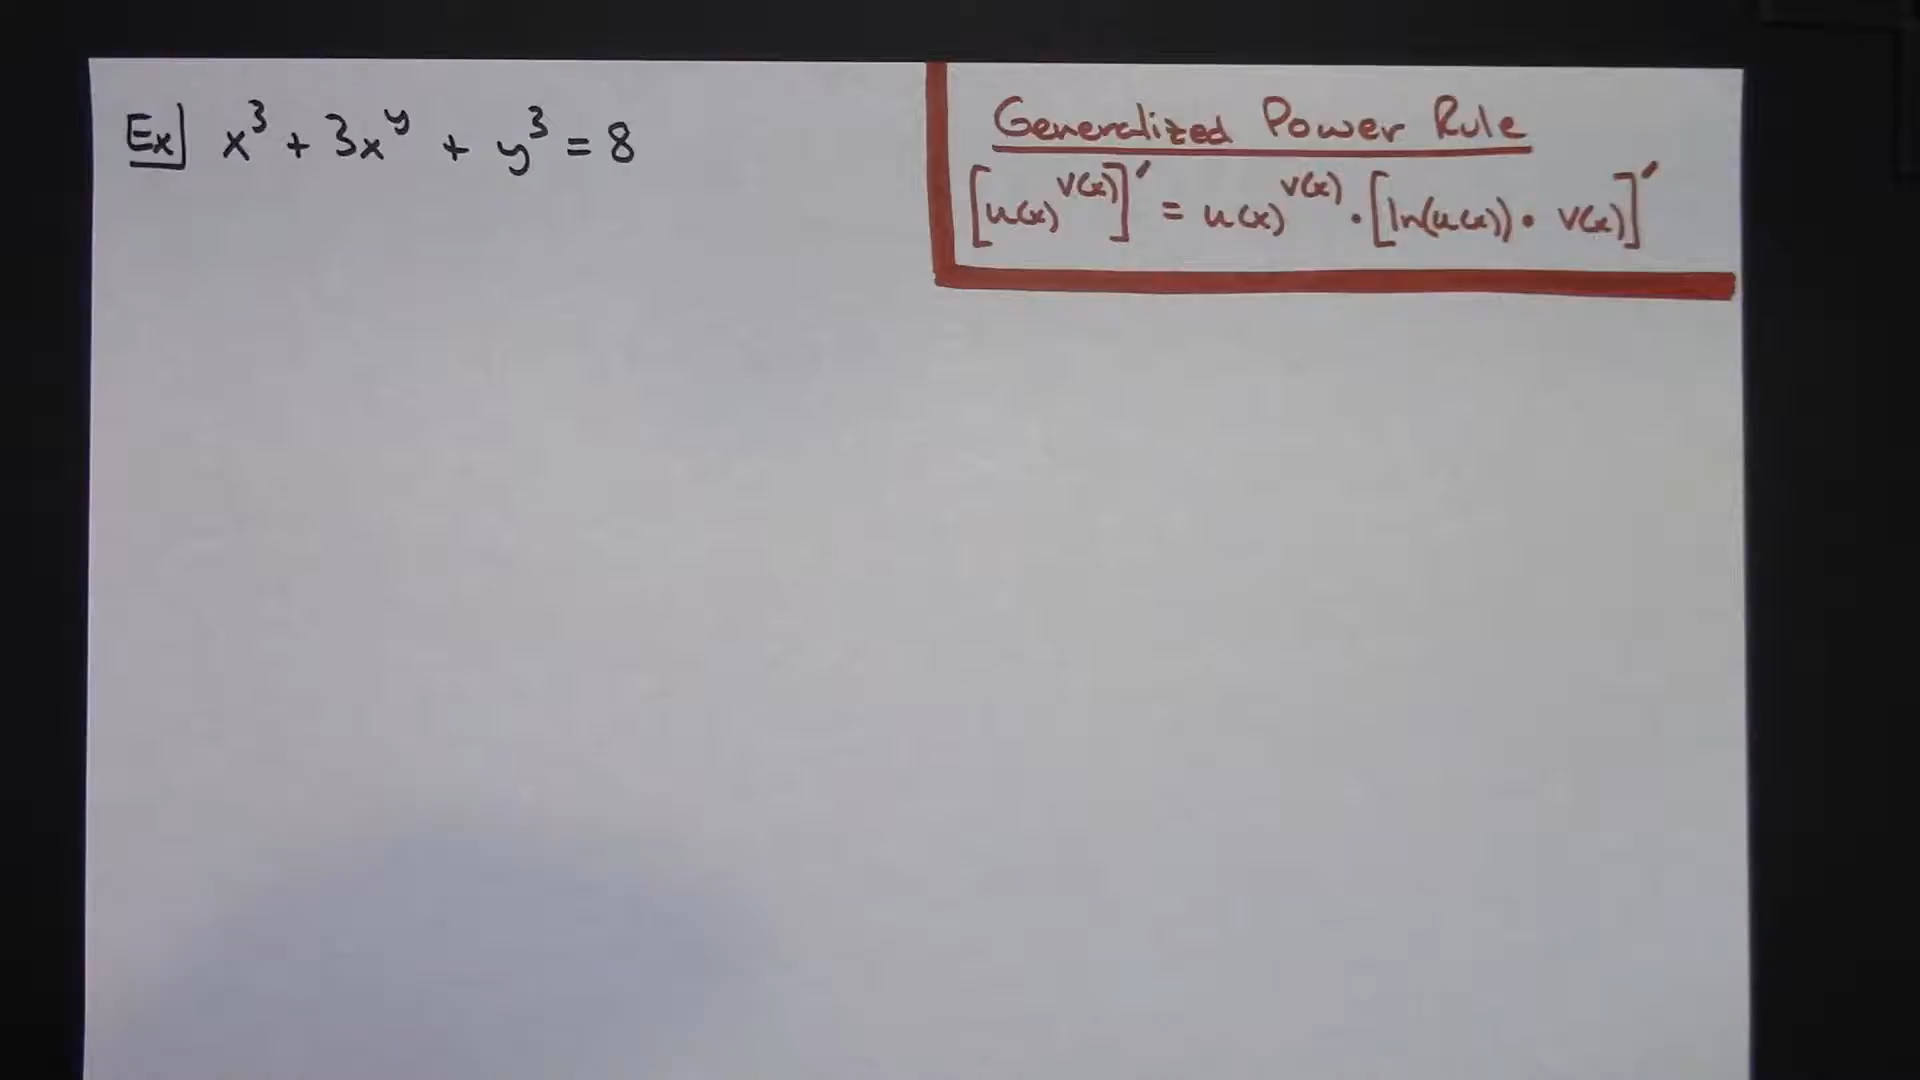 Ex] x³ + 3x^y + y³ = 8
Generalized Power Rule
[u(x)^v(x)]' = u(x)^v(x) · [ln(u(x)) · v(x)]'